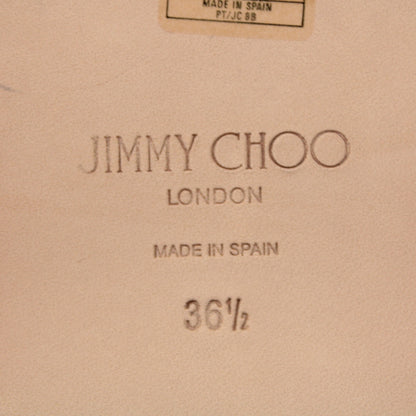 MADE IN SPAIN
PT/JC 8B
JIMMY CHOO
LONDON
MADE IN SPAIN
36½